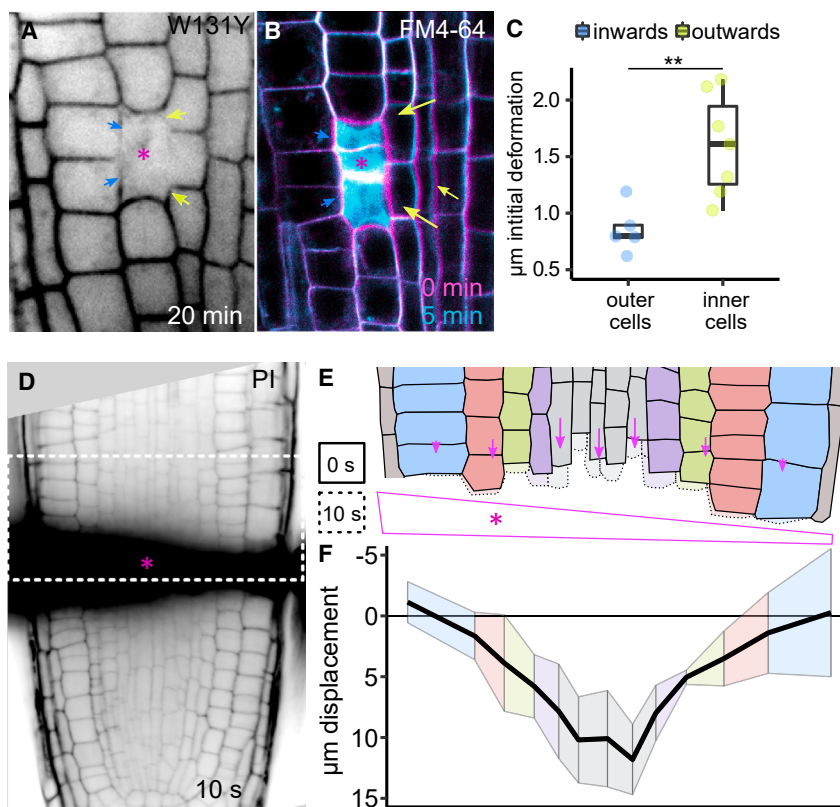 A
W131Y
*
20 min
B
FM4-64
*
0 min
5 min
C
inwards outwards
**
µm intitial deformation
2.0
1.5
1.0
0.5
outer cells
inner cells
D
PI
*
10 s
E
0 s
10 s
*
F
µm displacement
-5
0
5
10
15